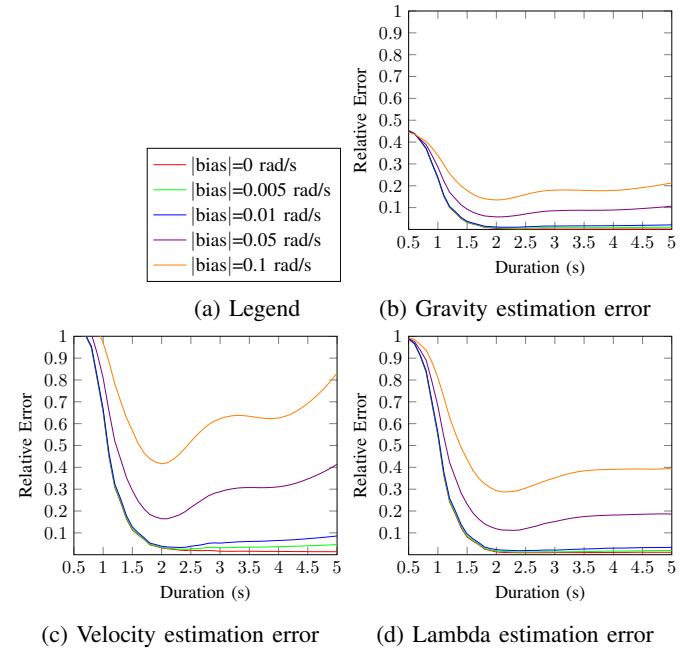 1
0.9
0.8
0.7
0.6
0.5
0.4
0.3
0.2
0.1
Relative Error
0.5 1 1.5 2 2.5 3 3.5 4 4.5 5
Duration (s)
|bias|=0 rad/s
|bias|=0.005 rad/s
|bias|=0.01 rad/s
|bias|=0.05 rad/s
|bias|=0.1 rad/s
(a) Legend
(b) Gravity estimation error
1
0.9
0.8
0.7
0.6
0.5
0.4
0.3
0.2
0.1
Relative Error
0.5 1 1.5 2 2.5 3 3.5 4 4.5 5
Duration (s)
(c) Velocity estimation error
1
0.9
0.8
0.7
0.6
0.5
0.4
0.3
0.2
0.1
Relative Error
0.5 1 1.5 2 2.5 3 3.5 4 4.5 5
Duration (s)
(d) Lambda estimation error